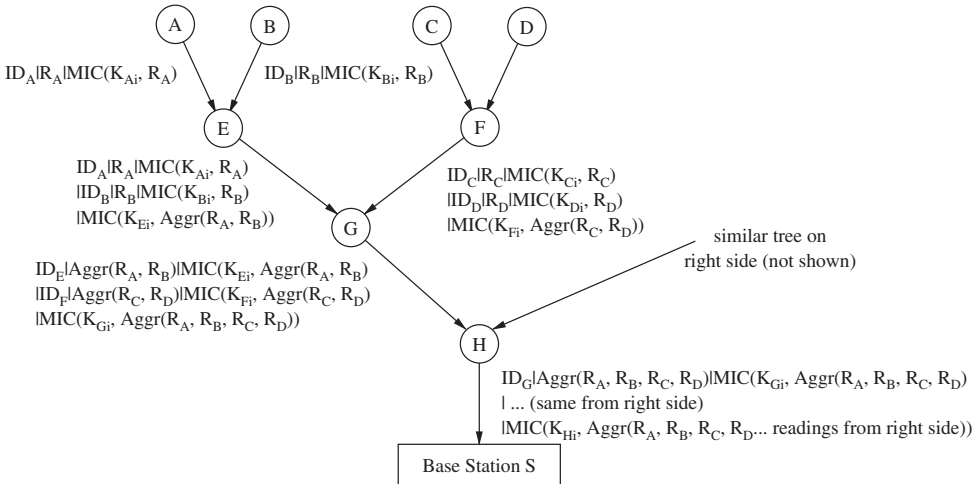 A
B
C
D
ID_A|R_A|MIC(K_Ai, R_A)
ID_B|R_B|MIC(K_Bi, R_B)
E
F
ID_A|R_A|MIC(K_Ai, R_A)
|ID_B|R_B|MIC(K_Bi, R_B)
|MIC(K_Ei, Aggr(R_A, R_B))
ID_C|R_C|MIC(K_Ci, R_C)
|ID_D|R_D|MIC(K_Di, R_D)
|MIC(K_Fi, Aggr(R_C, R_D))
G
similar tree on
right side (not shown)
ID_E|Aggr(R_A, R_B)|MIC(K_Ei, Aggr(R_A, R_B)
|ID_F|Aggr(R_C, R_D)|MIC(K_Fi, Aggr(R_C, R_D)
|MIC(K_Gi, Aggr(R_A, R_B, R_C, R_D))
H
ID_G|Aggr(R_A, R_B, R_C, R_D)|MIC(K_Gi, Aggr(R_A, R_B, R_C, R_D)
| ... (same from right side)
|MIC(K_Hi, Aggr(R_A, R_B, R_C, R_D... readings from right side))
Base Station S